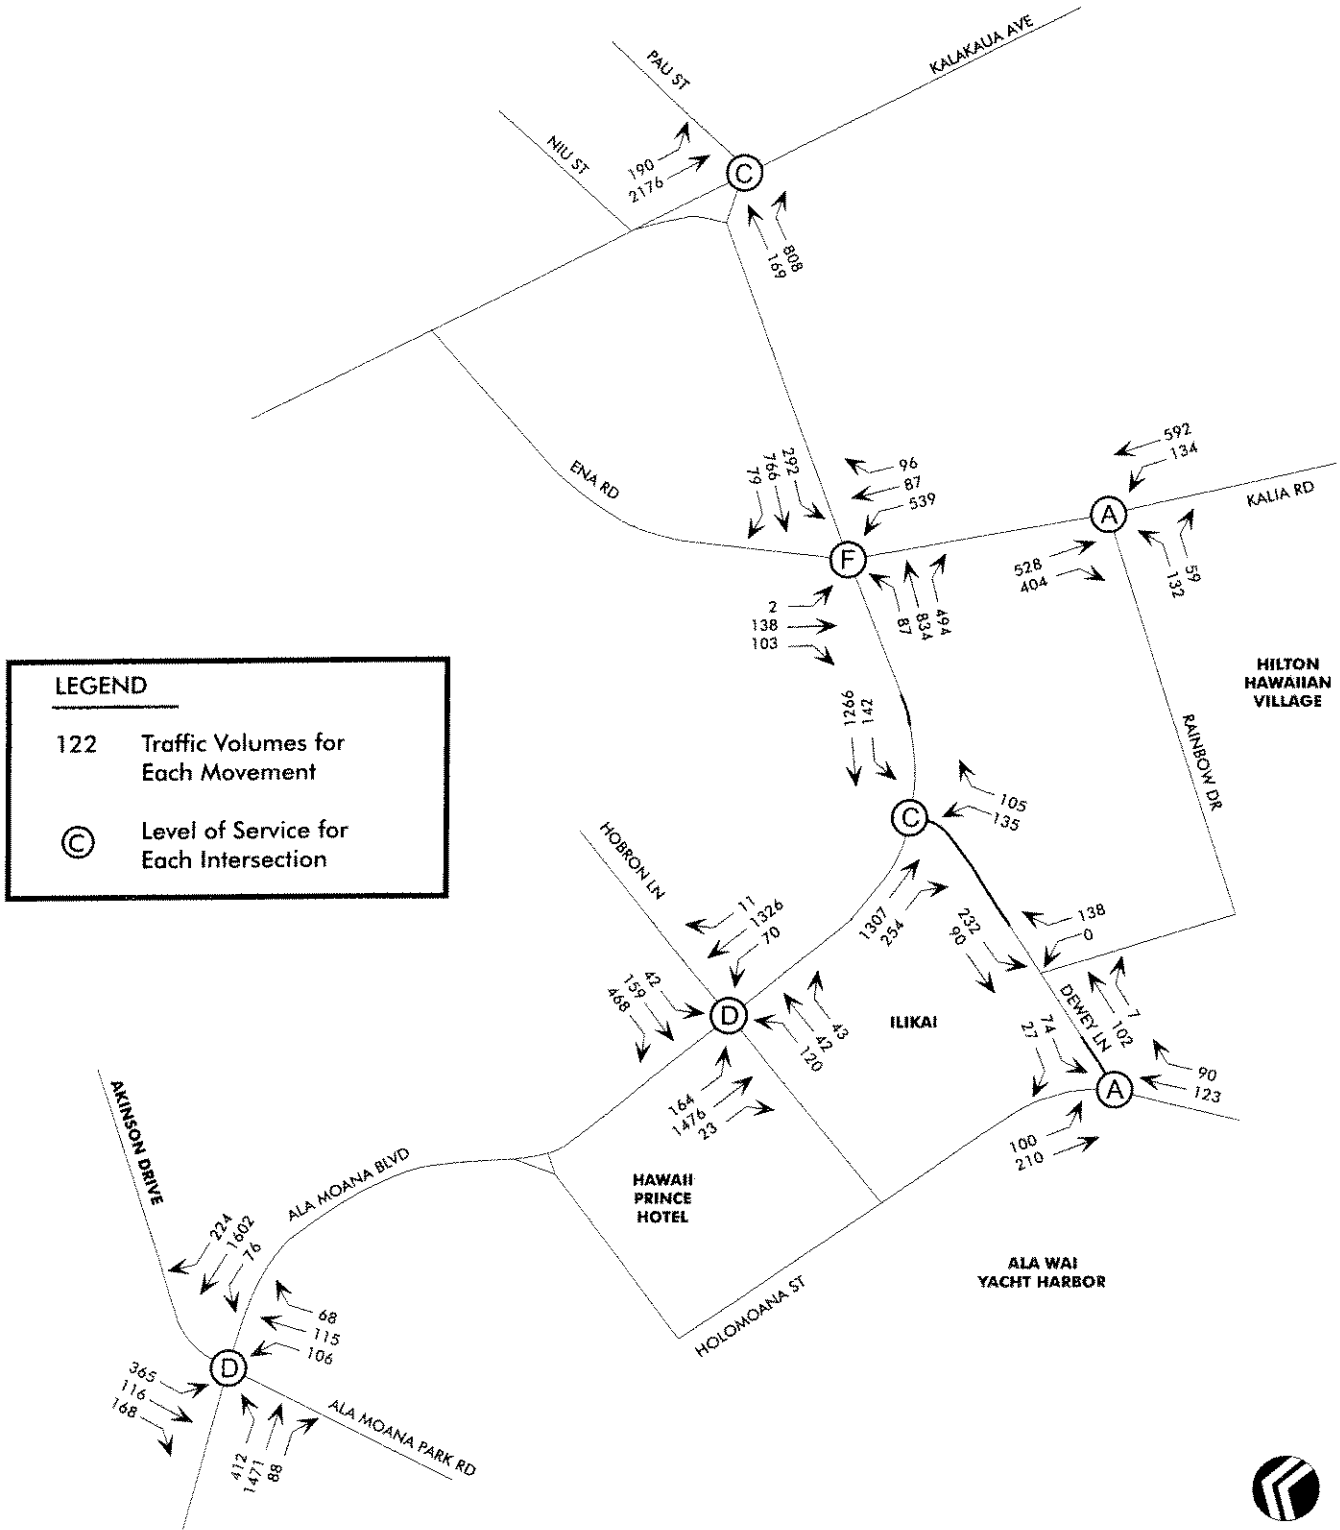 KALAKAUA AVE
PAU ST
NIU ST
190
2176
808
169
592
134
KALIA RD
ENA RD
79
766
292
96
87
539
528
404
59
132
2
138
103
87
834
494
HILTON
HAWAIIAN
VILLAGE
LEGEND
122 Traffic Volumes for
Each Movement
C Level of Service for
Each Intersection
1266
142
RAINBOW DR
105
135
HOBRON LN
11
1326
70
1307
254
232
90
138
0
42
159
468
43
42
120
ILIKAI
DEWEY LN
7
102
74
27
90
123
164
1476
23
100
210
AKINSON DRIVE
ALA MOANA BLVD
HAWAII
PRINCE
HOTEL
ALA WAI
YACHT HARBOR
HOLOMOANA ST
224
1602
76
68
115
106
365
116
168
ALA MOANA PARK RD
412
1471
88
C
F
A
C
D
A
D